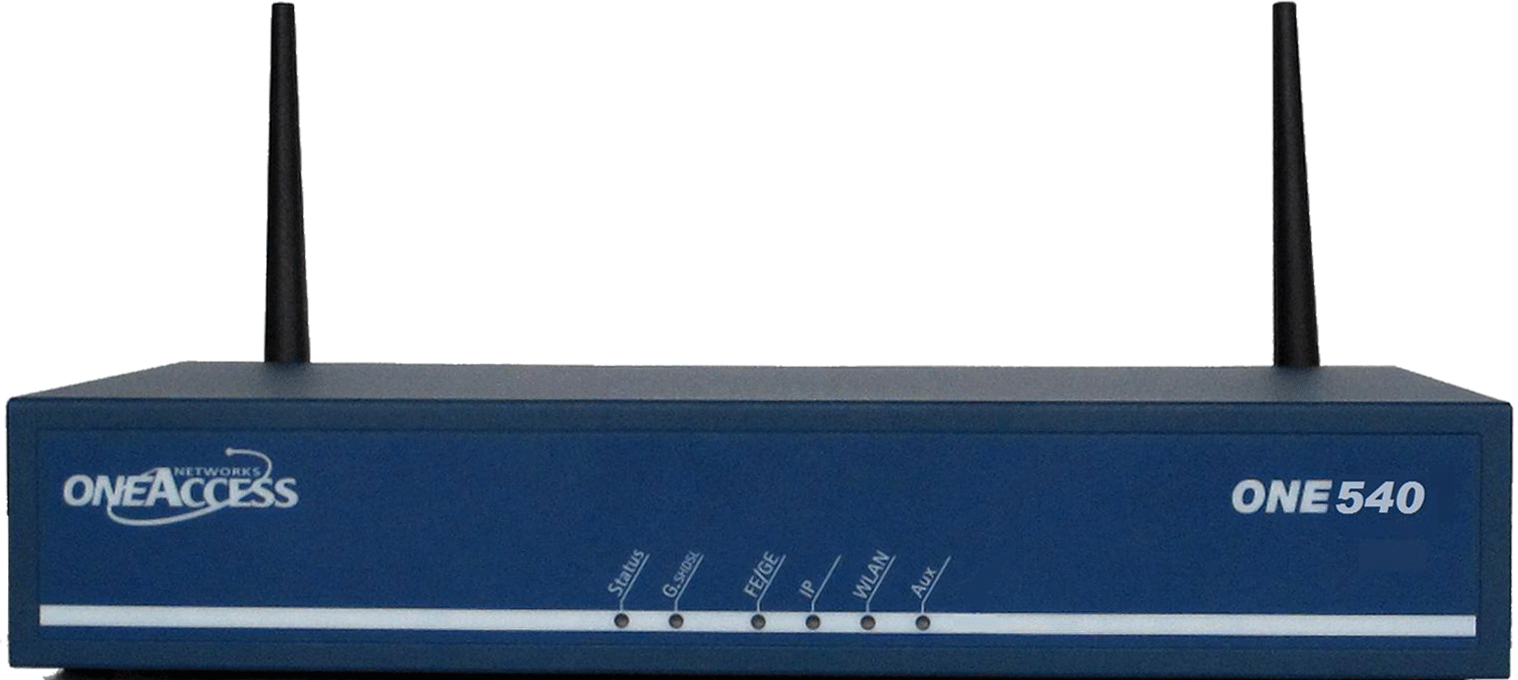 NETWORKS
ONEACCESS
ONE 540
Status
G.SHDSL
FE/GE
IP
WLAN
Aux